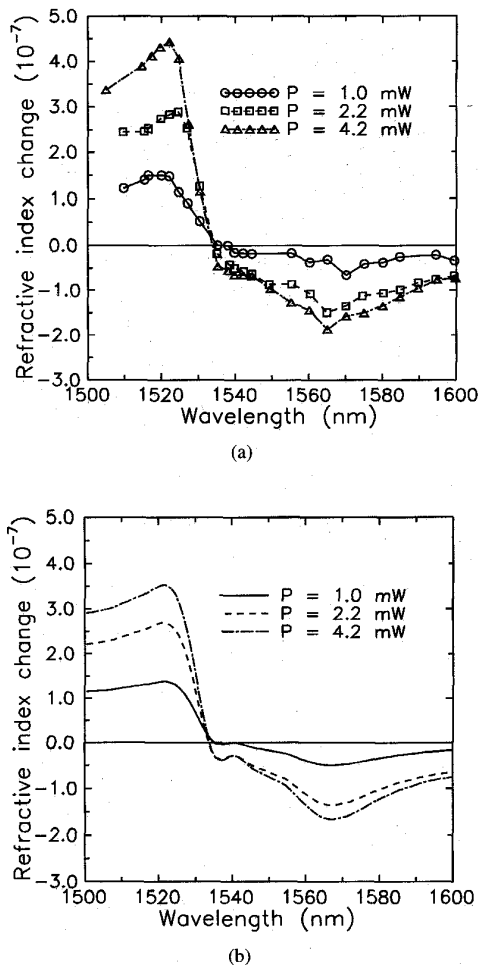 5.0
4.0
3.0
2.0
1.0
0.0
-1.0
-2.0
-3.0
Refractive index change (10⁻⁷)
P = 1.0 mW
P = 2.2 mW
P = 4.2 mW
1500 1520 1540 1560 1580 1600
Wavelength (nm)
(a)
5.0
4.0
3.0
2.0
1.0
0.0
-1.0
-2.0
-3.0
Refractive index change (10⁻⁷)
P = 1.0 mW
P = 2.2 mW
P = 4.2 mW
1500 1520 1540 1560 1580 1600
Wavelength (nm)
(b)